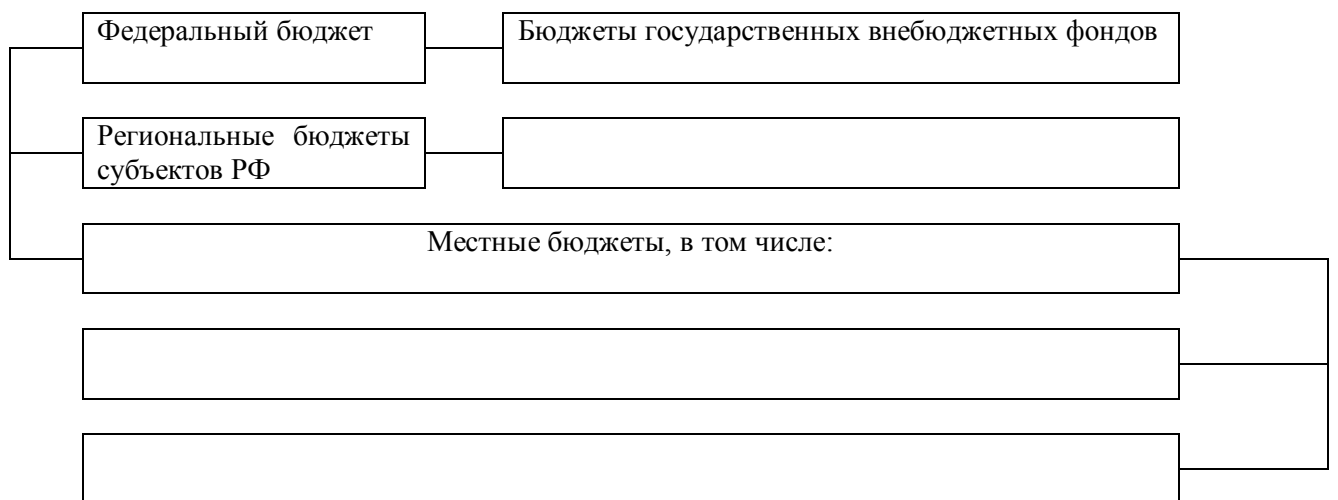 Федеральный бюджет
Бюджеты государственных внебюджетных фондов
Региональные бюджеты
субъектов РФ
Местные бюджеты, в том числе: